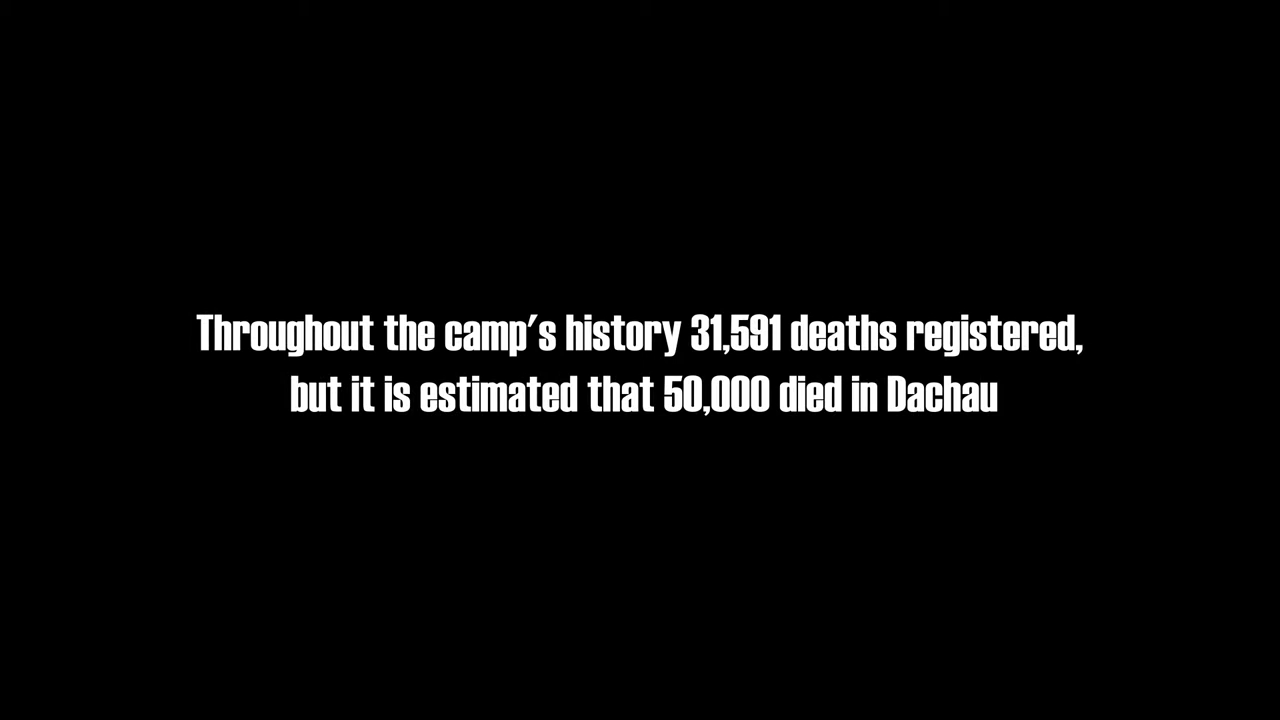 Throughout the camp's history 31,591 deaths registered,
but it is estimated that 50,000 died in Dachau